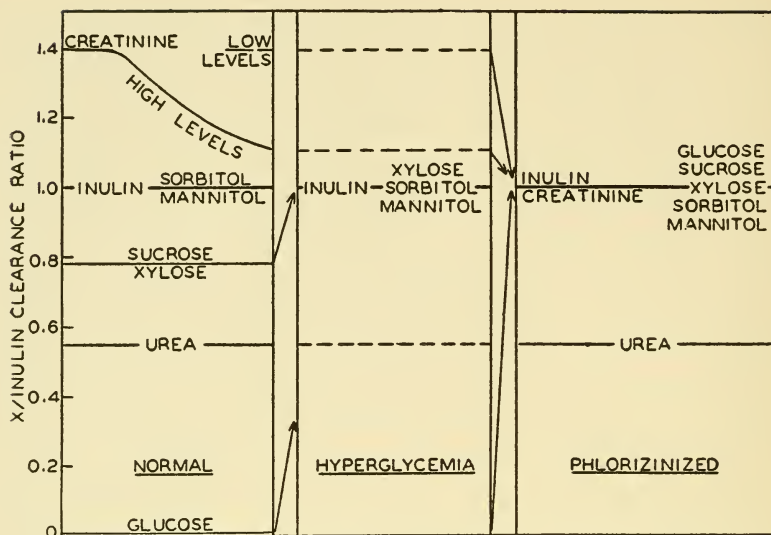 X/INULIN CLEARANCE RATIO
1.4
1.2
1.0
0.8
0.6
0.4
0.2
0
CREATININE
LOW
LEVELS
HIGH LEVELS
INULIN
SORBITOL
MANNITOL
SUCROSE
XYLOSE
UREA
NORMAL
GLUCOSE
INULIN
XYLOSE
SORBITOL
MANNITOL
HYPERGLYCEMIA
INULIN
CREATININE
GLUCOSE
SUCROSE
XYLOSE
SORBITOL
MANNITOL
UREA
PHLORIZINIZED